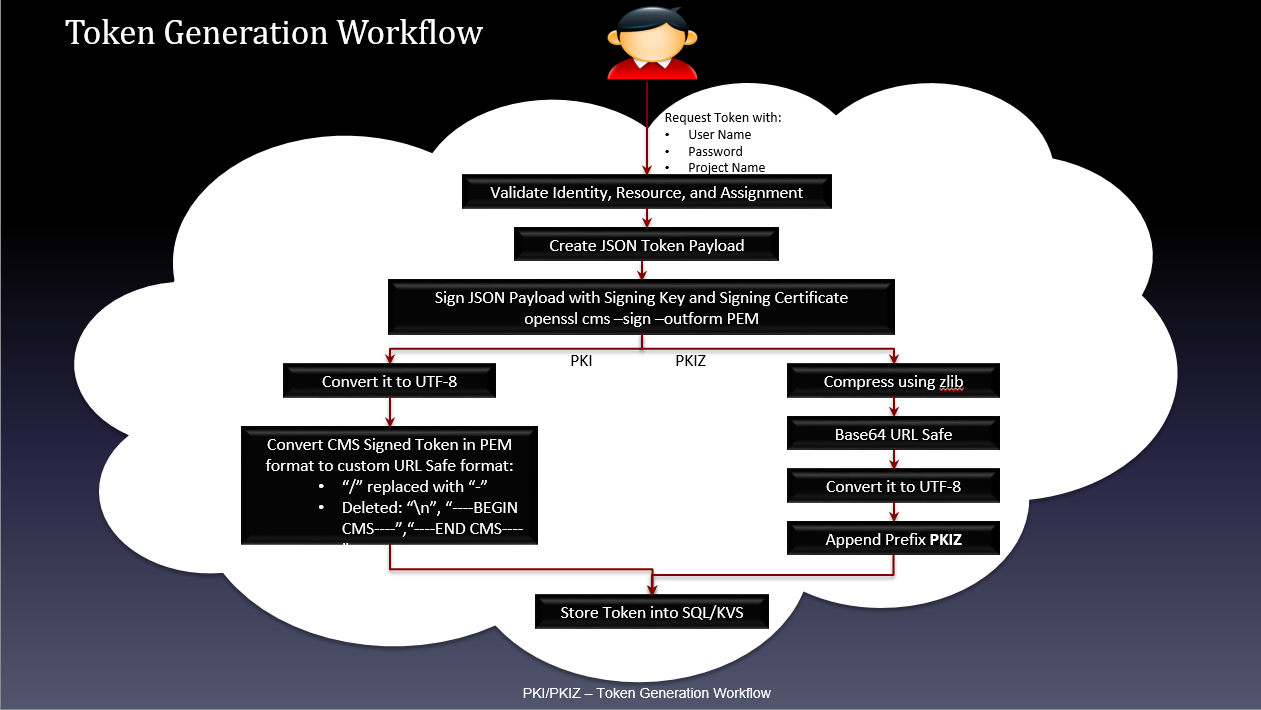 Token Generation Workflow
Request Token with:
• User Name
• Password
• Project Name
Validate Identity, Resource, and Assignment
Create JSON Token Payload
Sign JSON Payload with Signing Key and Signing Certificate
openssl cms –sign –outform PEM
PKI
PKIZ
Convert it to UTF-8
Convert CMS Signed Token in PEM
format to custom URL Safe format:
• “/” replaced with “-”
• Deleted: “\n”, “----BEGIN
CMS----”,“----END CMS----
”
Compress using zlib
Base64 URL Safe
Convert it to UTF-8
Append Prefix PKIZ
Store Token into SQL/KVS
PKI/PKIZ – Token Generation Workflow